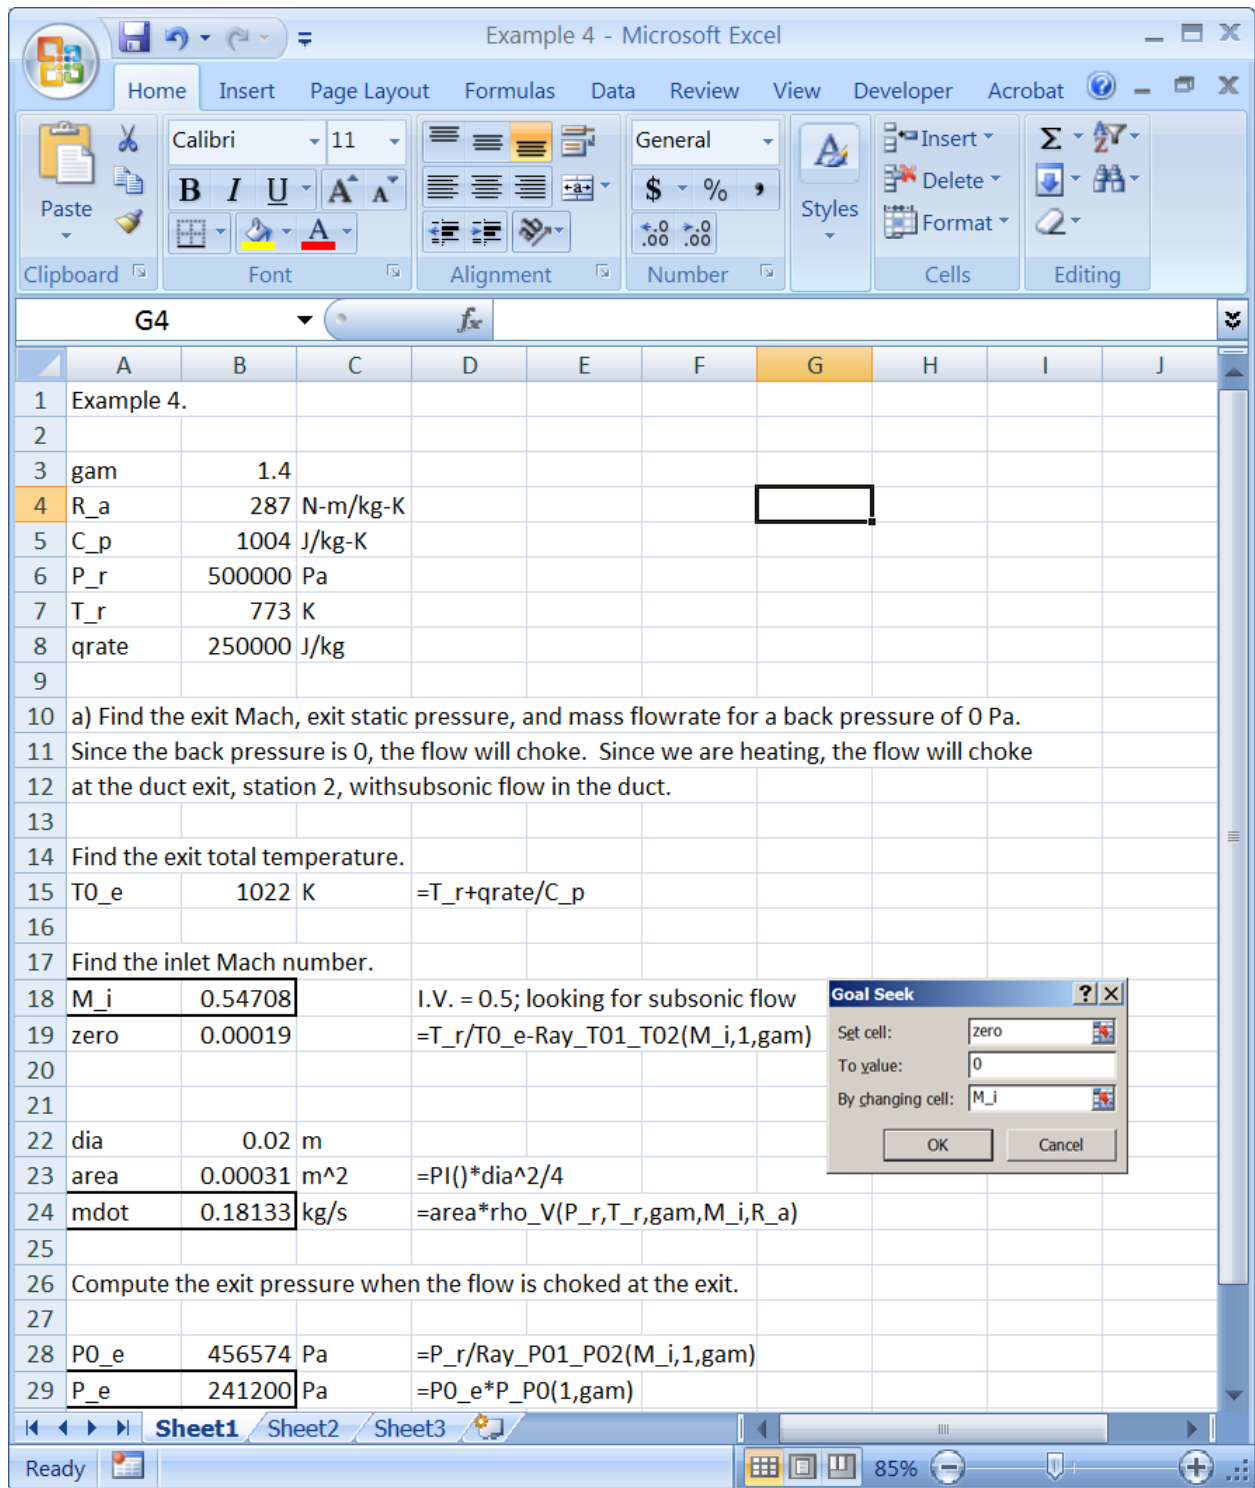 Example 4 - Microsoft Excel
Home Insert Page Layout Formulas Data Review View Developer Acrobat
Paste
Calibri 11
B I U A A
A
General
$ % ,
.0 .00
.00 .0
Styles
Insert
Delete
Format
Σ
A Z
Clipboard Font Alignment Number Cells Editing
G4 fx
A B C D E F G H I J
1 Example 4.
2
3 gam 1.4
4 R_a 287 N-m/kg-K
5 C_p 1004 J/kg-K
6 P_r 500000 Pa
7 T_r 773 K
8 qrate 250000 J/kg
9
10 a) Find the exit Mach, exit static pressure, and mass flowrate for a back pressure of 0 Pa.
11 Since the back pressure is 0, the flow will choke. Since we are heating, the flow will choke
12 at the duct exit, station 2, withsubsonic flow in the duct.
13
14 Find the exit total temperature.
15 T0_e 1022 K =T_r+qrate/C_p
16
17 Find the inlet Mach number.
18 M_i 0.54708 I.V. = 0.5; looking for subsonic flow
19 zero 0.00019 =T_r/T0_e-Ray_T01_T02(M_i,1,gam)
20
21
22 dia 0.02 m
23 area 0.00031 m^2 =PI()*dia^2/4
24 mdot 0.18133 kg/s =area*rho_V(P_r,T_r,gam,M_i,R_a)
25
26 Compute the exit pressure when the flow is choked at the exit.
27
28 P0_e 456574 Pa =P_r/Ray_P01_P02(M_i,1,gam)
29 P_e 241200 Pa =P0_e*P_P0(1,gam)
Goal Seek
Set cell: zero
To value: 0
By changing cell: M_i
OK Cancel
Sheet1 Sheet2 Sheet3
Ready 85%